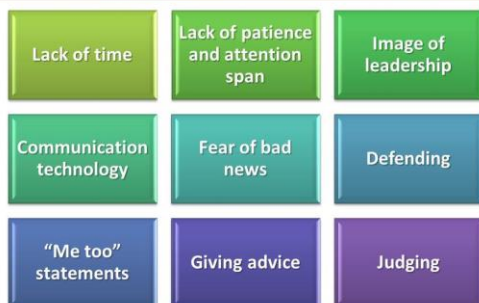 Lack of time
Lack of patience
and attention
span
Image of
leadership
Communication
technology
Fear of bad
news
Defending
“Me too”
statements
Giving advice
Judging